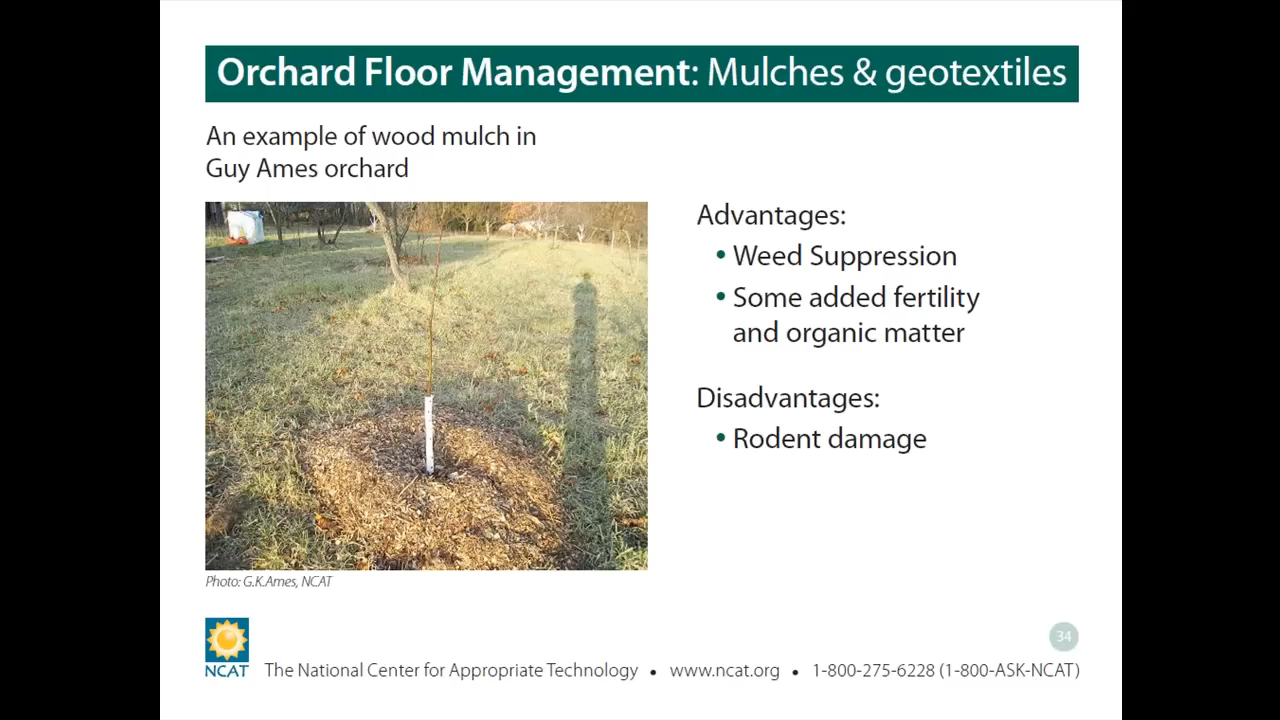 Orchard Floor Management: Mulches & geotextiles
An example of wood mulch in
Guy Ames orchard
Advantages:
• Weed Suppression
• Some added fertility
and organic matter
Disadvantages:
• Rodent damage
Photo: G.K.Ames, NCAT
34
NCAT
The National Center for Appropriate Technology • www.ncat.org • 1-800-275-6228 (1-800-ASK-NCAT)